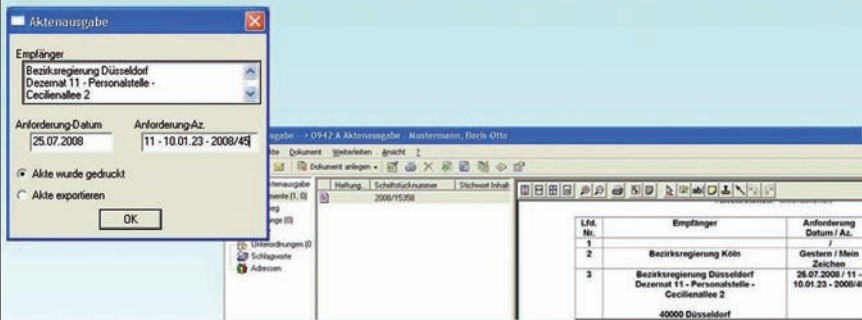 Aktenausgabe
Empfänger
Bezirksregierung Düsseldorf
Dezernat 11 - Personalstelle -
Cecilienallee 2
Anforderung-Datum Anforderung-Az.
25.07.2008 11 - 10.01.23 - 2008/45
Akte wurde gedruckt
Akte exportieren
OK
0942 A Aktenausgabe - Mustermann, Boris-Otto
Dokument Weiterleiten Ansicht ?
Dokument anlegen
Heftung Schriftstücknummer Stichwort Inhalt
2008/15358
Unterordnungen (0
Schlagworte
Adressen
Lfd. Nr. Empfänger Anforderung Datum / Az.
1 /
2 Bezirksregierung Köln Gestern / Mein Zeichen
3 Bezirksregierung Düsseldorf 25.07.2008 / 11 -
Dezernat 11 - Personalstelle - 10.01.23 - 2008/45
Cecilienallee 2
40000 Düsseldorf